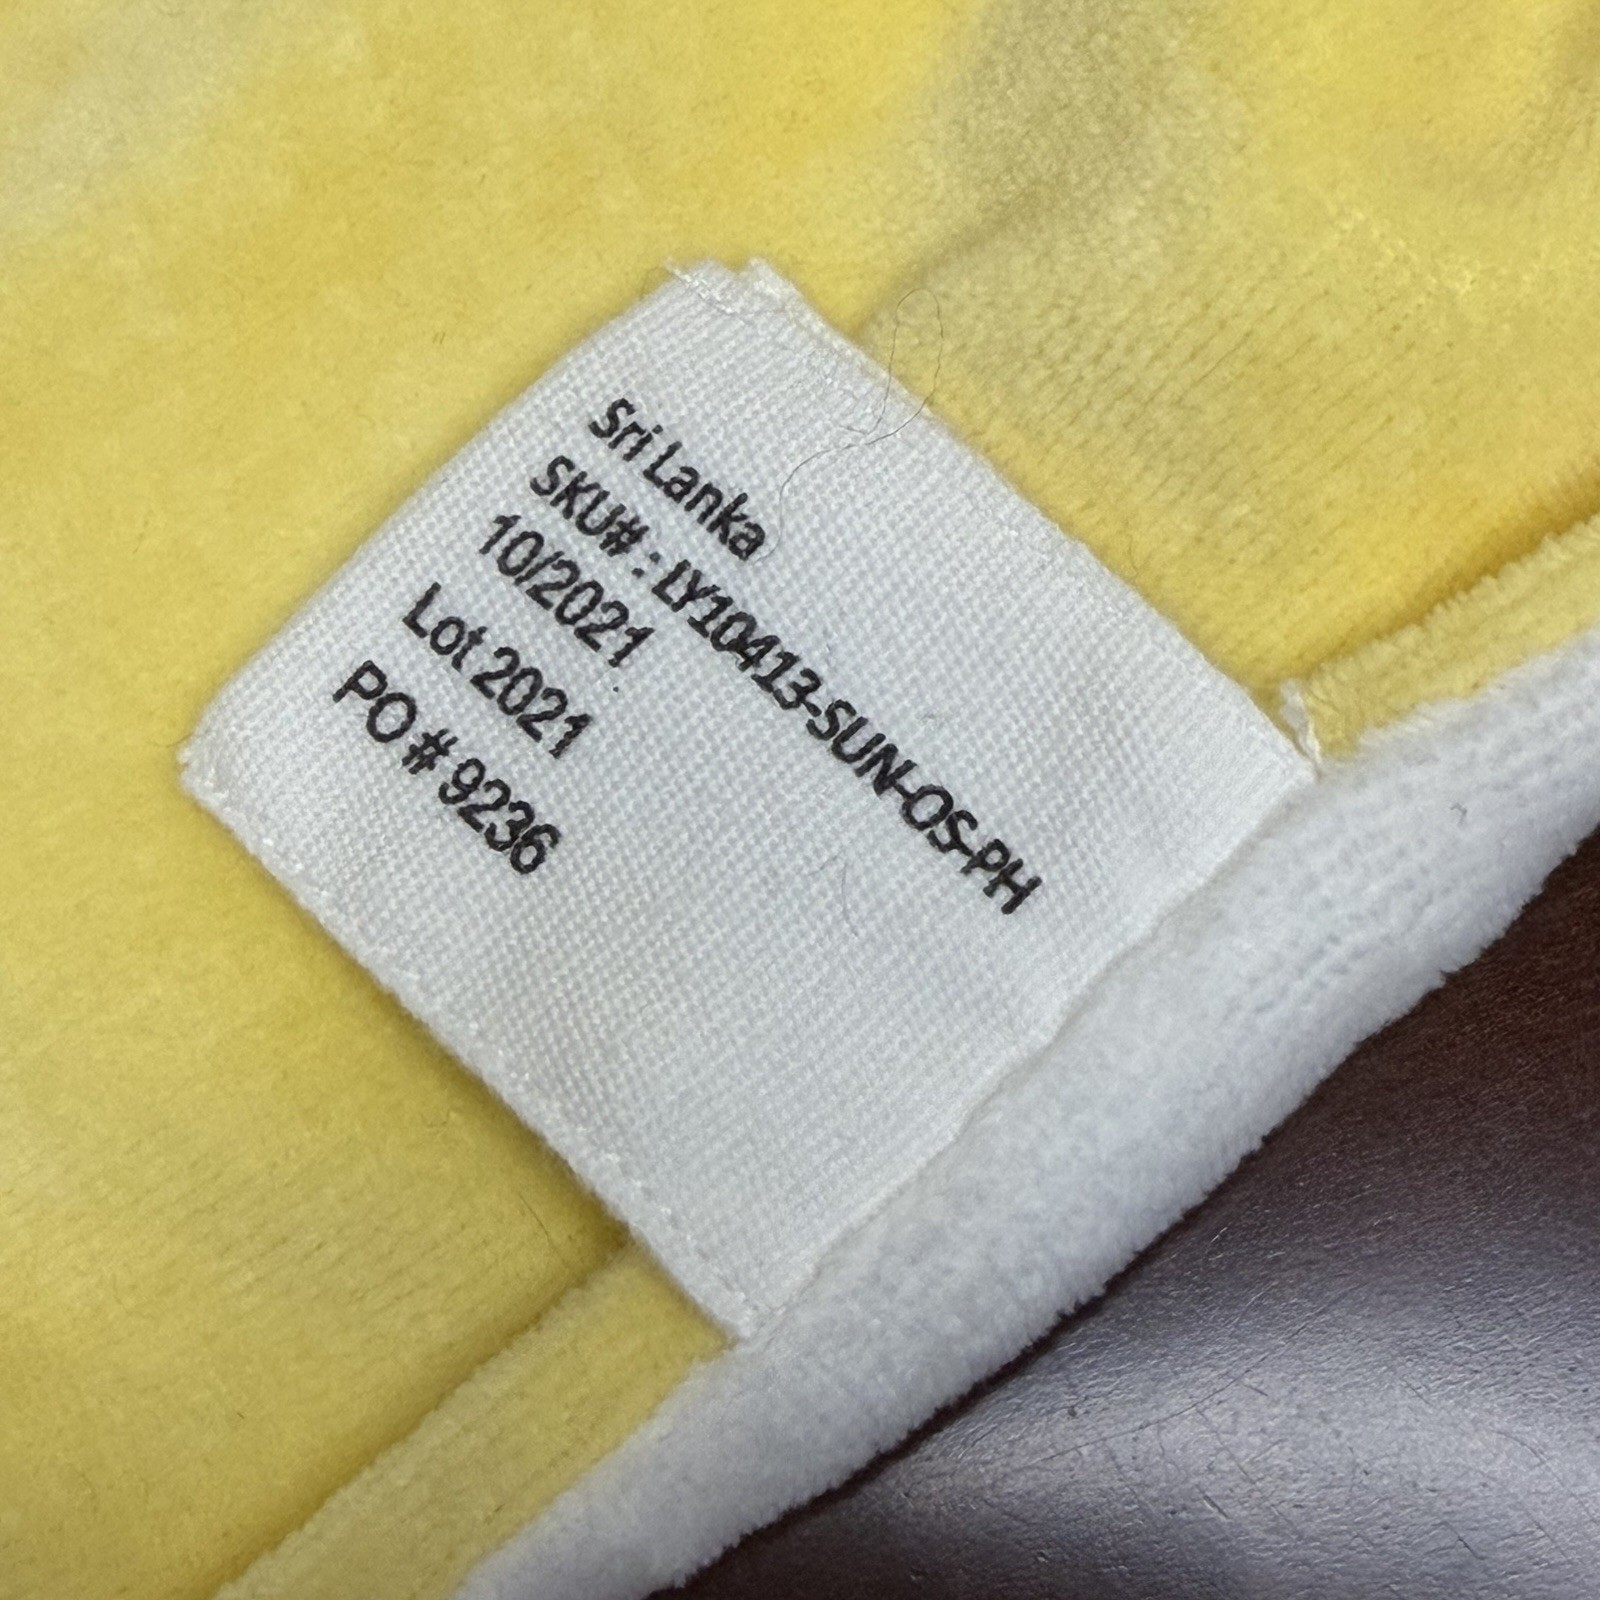 Sri Lanka
SKU# : LY10413-SUN-OS-PH
10/2021
Lot 2021
PO # 9236